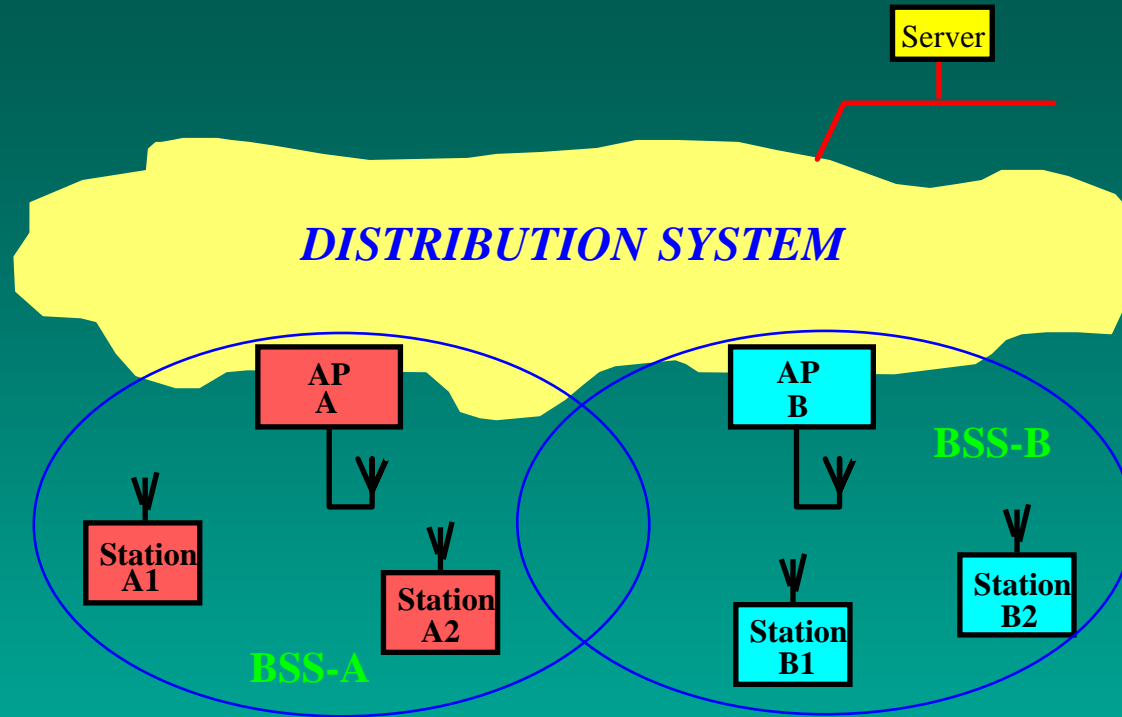 Server
DISTRIBUTION SYSTEM
AP
A
AP
B
BSS-B
Station
A1
Station
A2
Station
B1
Station
B2
BSS-A